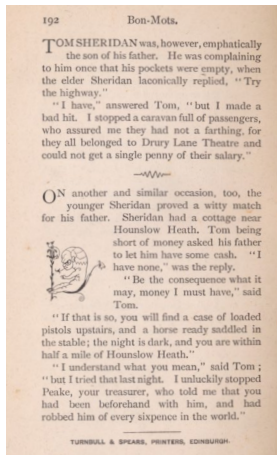 192 Bon-Mots.
TOM SHERIDAN was, however, emphatically
the son of his father. He was complaining
to him once that his pockets were empty, when
the elder Sheridan laconically replied, "Try
the highway."
"I have," answered Tom, "but I made a
bad hit. I stopped a caravan full of passengers,
who assured me they had not a farthing, for
they all belonged to Drury Lane Theatre and
could not get a single penny of their salary."
ON another and similar occasion, too, the
younger Sheridan proved a witty match
for his father. Sheridan had a cottage near
Hounslow Heath. Tom being
short of money asked his father
to let him have some cash. "I
have none," was the reply.
"Be the consequence what it
may, money I must have," said
Tom.
"If that is so, you will find a case of loaded
pistols upstairs, and a horse ready saddled in
the stable; the night is dark, and you are within
half a mile of Hounslow Heath."
"I understand what you mean," said Tom;
"but I tried that last night. I unluckily stopped
Peake, your treasurer, who told me that you
had been beforehand with him, and had
robbed him of every sixpence in the world."
TURNBULL & SPEARS, PRINTERS, EDINBURGH.